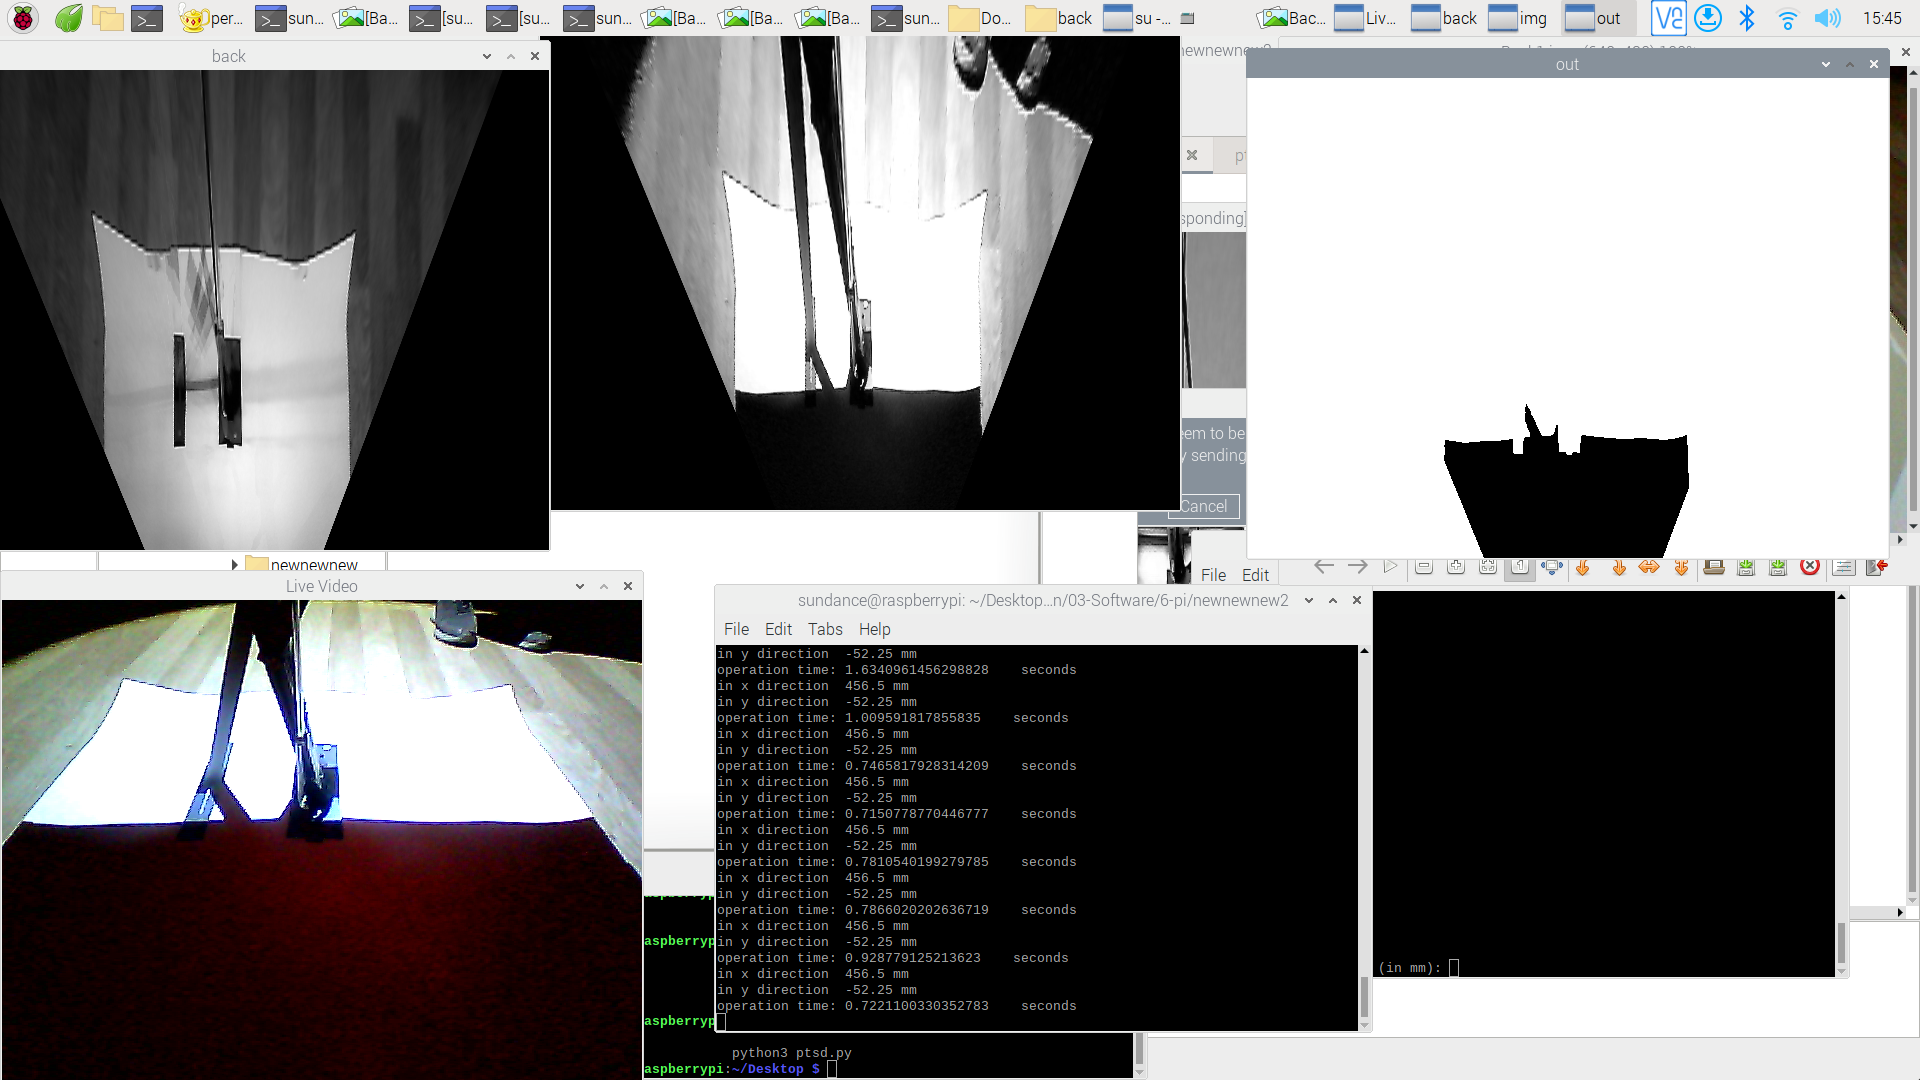 per... sun... [Ba... [su... [su... sun... [Ba... [Ba... [Ba... sun... Do... back su -... Bac... Liv... back img out 15:45
back
ewnewnew2
out
sponding]
em to be
y sending
Cancel
newnewnew
File Edit
Live Video
sundance@raspberrypi: ~/Desktop...n/03-Software/6-pi/newnewnew2
File Edit Tabs Help
in y direction  -52.25 mm
operation time: 1.6340961456298828    seconds
in x direction  456.5 mm
in y direction  -52.25 mm
operation time: 1.009591817855835    seconds
in x direction  456.5 mm
in y direction  -52.25 mm
operation time: 0.7465817928314209    seconds
in x direction  456.5 mm
in y direction  -52.25 mm
operation time: 0.7150778770446777    seconds
in x direction  456.5 mm
in y direction  -52.25 mm
operation time: 0.7810540199279785    seconds
in x direction  456.5 mm
in y direction  -52.25 mm
operation time: 0.7866020202636719    seconds
in x direction  456.5 mm
in y direction  -52.25 mm
operation time: 0.928779125213623    seconds
in x direction  456.5 mm
in y direction  -52.25 mm
operation time: 0.7221100330352783    seconds
(in mm):
aspberryp
aspberryp
python3 ptsd.py
aspberrypi:~/Desktop $